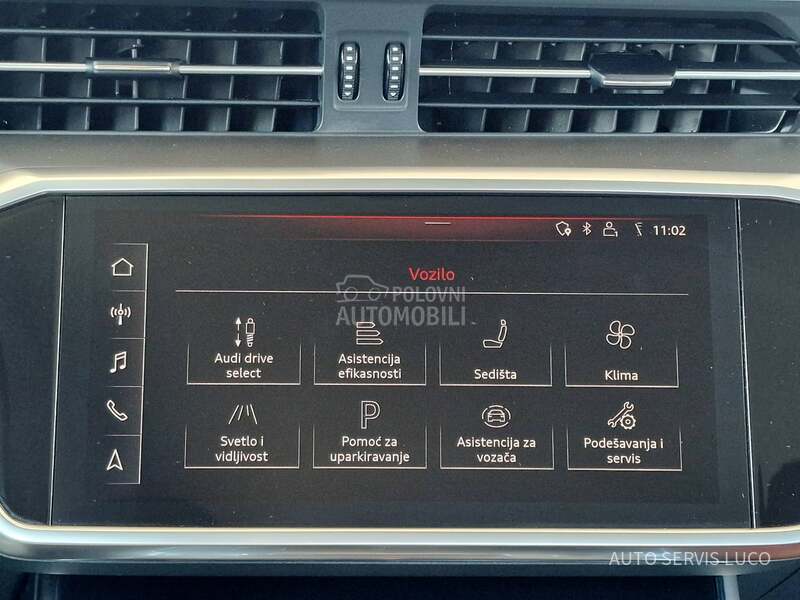 11:02
Vozilo
POLOVNI
AUTOMOBILI
Audi drive
select
Asistencija
efikasnosti
Sedišta
Klima
Svetlo i
vidljivost
P
Pomoć za
uparkiravanje
Asistencija za
vozača
Podešavanja i
servis
AUTO SERVIS LUCO